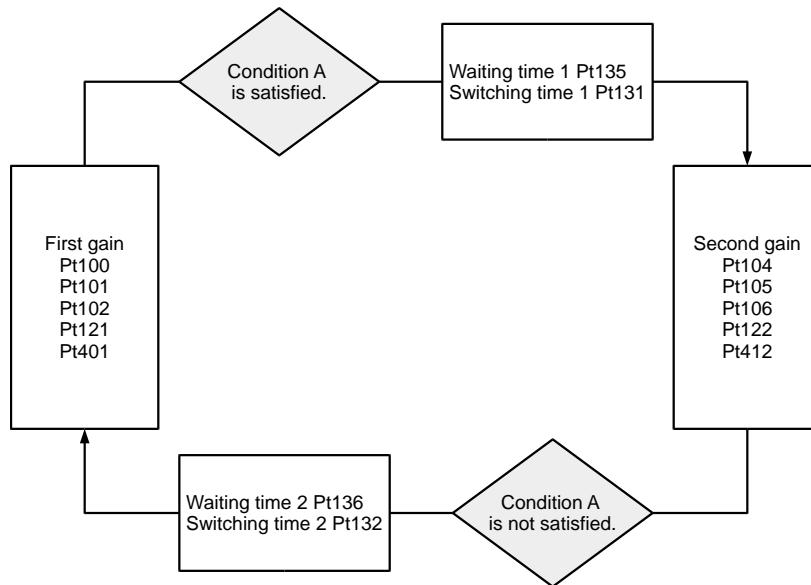 Condition A
is satisfied.
Waiting time 1 Pt135
Switching time 1 Pt131
First gain
Pt100
Pt101
Pt102
Pt121
Pt401
Second gain
Pt104
Pt105
Pt106
Pt122
Pt412
Waiting time 2 Pt136
Switching time 2 Pt132
Condition A
is not satisfied.